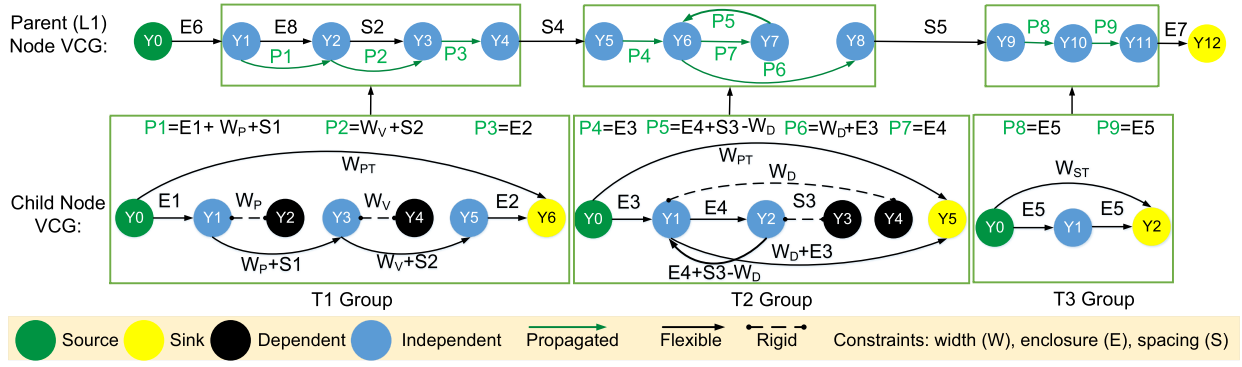 Parent (L1)
Node VCG:
Y0 E6 Y1 E8 Y2 S2 Y3 Y4 S4 Y5 Y6 P5 Y7 Y8 S5 Y9 P8 Y10 P9 Y11 E7 Y12
P1 P2 P3 P4 P7 P6
P1=E1+ WP +S1 P2=WV+S2 P3=E2
P4=E3 P5=E4+S3-WD P6=WD+E3 P7=E4
P8=E5 P9=E5
Child Node
VCG:
WPT
Y0 E1 Y1 WP Y2 Y3 WV Y4 Y5 E2 Y6
WP+S1 WV+S2
T1 Group
WPT WD
Y0 E3 Y1 E4 Y2 S3 Y3 Y4 Y5
WD+E3
E4+S3-WD
T2 Group
WST
Y0 E5 Y1 E5 Y2
T3 Group
Source Sink Dependent Independent Propagated Flexible Rigid Constraints: width (W), enclosure (E), spacing (S)